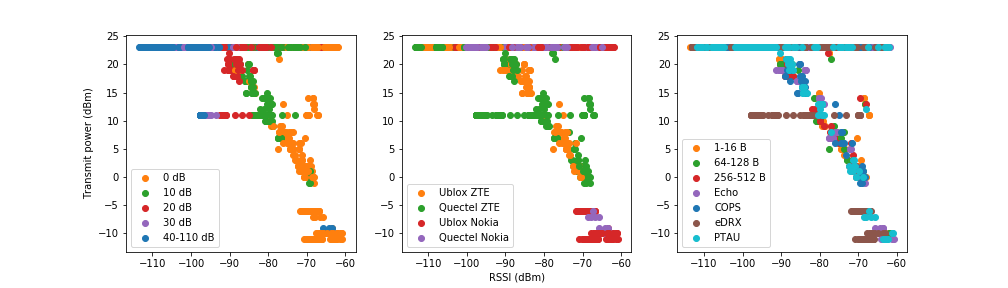 Transmit power (dBm)
25
20
15
10
5
0
−5
−10
0 dB
10 dB
20 dB
30 dB
40-110 dB
−110
−100
−90
−80
−70
−60
25
20
15
10
5
0
−5
−10
Ublox ZTE
Quectel ZTE
Ublox Nokia
Quectel Nokia
−110
−100
−90
−80
−70
−60
RSSI (dBm)
25
20
15
10
5
0
−5
−10
1-16 B
64-128 B
256-512 B
Echo
COPS
eDRX
PTAU
−110
−100
−90
−80
−70
−60